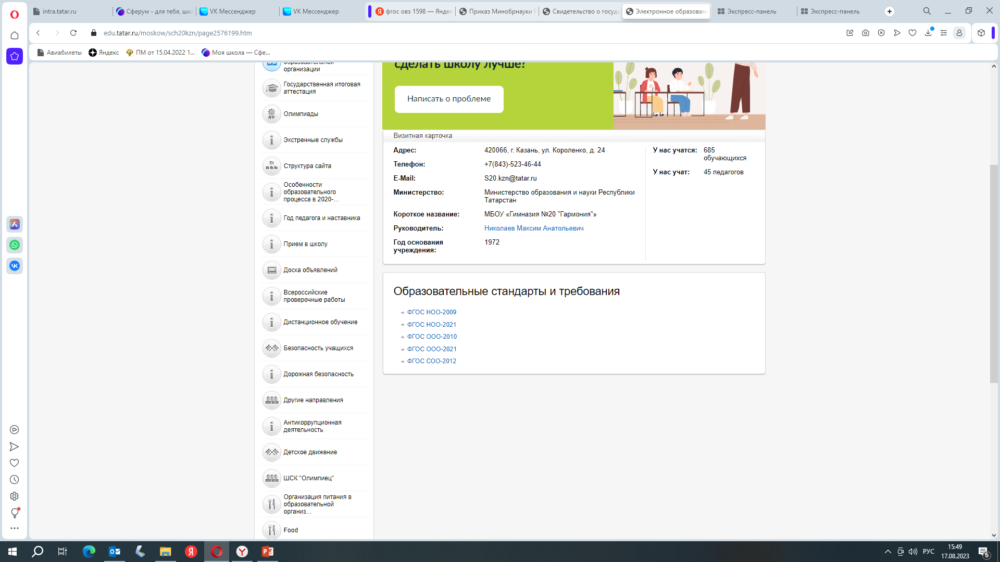 intra.tatar.ru
Сферум - для тебя, шко
VK Мессенджер
VK Мессенджер
фгос овз 1598 — Яндек
Приказ Минобрнауки Р
Свидетельство о госуда
Электронное образован
Экспресс-панель
Экспресс-панель
edu.tatar.ru/moskow/sch20kzn/page2576199.htm
Авиабилеты
Яндекс
ПМ от 15.04.2022 1...
Моя школа — Сфе...
образовательной
организации
Государственная итоговая
аттестация
Олимпиады
Экстренные службы
Структура сайта
Особенности
образовательного
процесса в 2020-...
Год педагога и наставника
Прием в школу
Доска объявлений
Всероссийские
проверочные работы
Дистанционное обучение
Безопасность учащихся
Дорожная безопасность
Другие направления
Антикоррупционная
деятельность
Детское движение
ШСК "Олимпиец"
Организация питания в
образовательной
организ...
Food
сделать школу лучше?
Написать о проблеме
Визитная карточка
Адрес: 420066, г. Казань, ул. Короленко, д. 24
Телефон: +7(843)-523-46-44
E-Mail: S20.kzn@tatar.ru
Министерство: Министерство образования и науки Республики
Татарстан
Короткое название: МБОУ «Гимназия №20 "Гармония"»
Руководитель: Николаев Максим Анатольевич
Год основания 1972
учреждения:
У нас учатся: 685
обучающихся
У нас учат: 45 педагогов
Образовательные стандарты и требования
ФГОС НОО-2009
ФГОС НОО-2021
ФГОС ООО-2010
ФГОС ООО-2021
ФГОС СОО-2012
РУС
15:49
17.08.2023
6